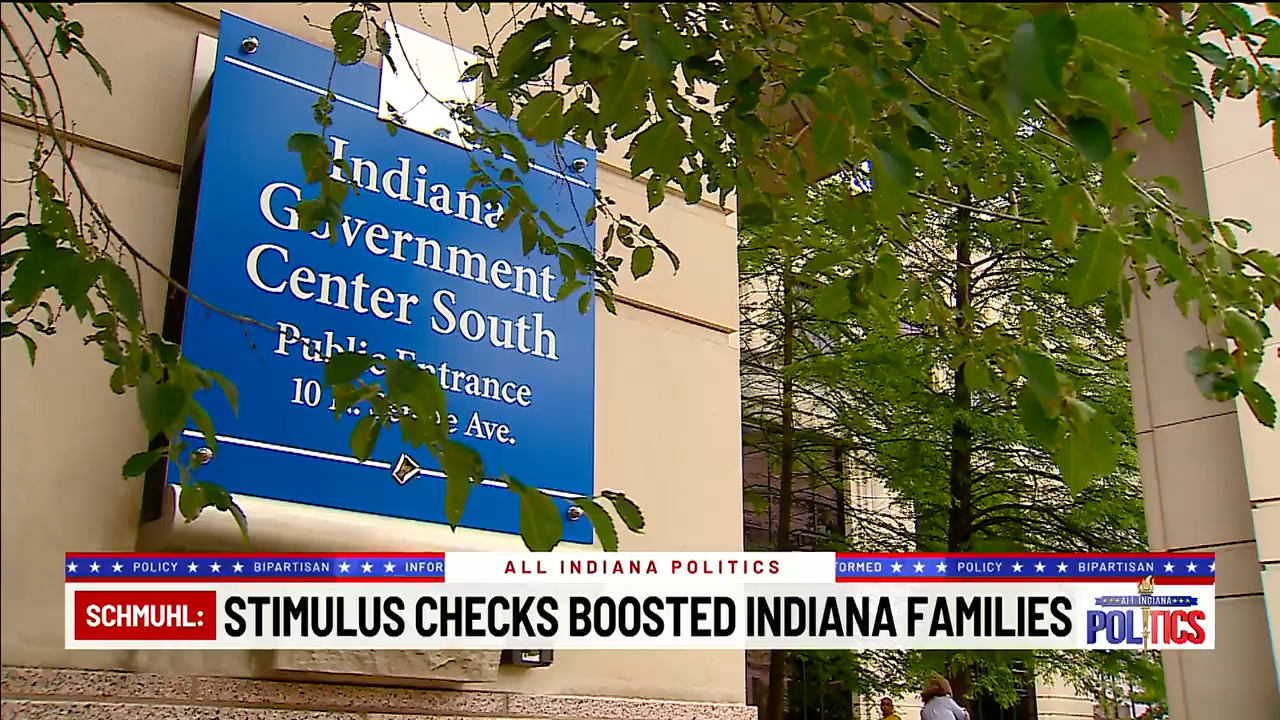 Indiana
Government
Center South
Public Entrance
Ave.
POLICY BIPARTISAN INFOR
ALL INDIANA POLITICS
FORMED POLICY BIPARTISAN
SCHMUHL: STIMULUS CHECKS BOOSTED INDIANA FAMILIES
ALL INDIANA
POLITICS